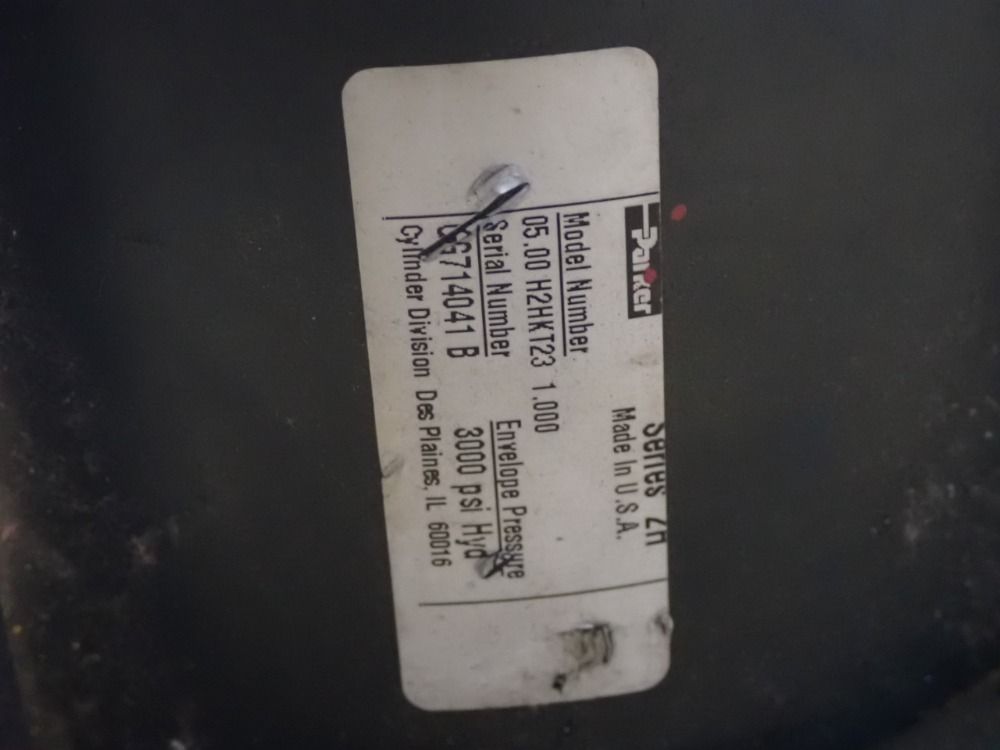 Parker Series 2H
Made In U.S.A.
Model Number
05.00 H2HKT23 1.000
Serial Number Envelope Pressure
B 3000 psi Hyd
Cylinder Division Des Plaines, IL 60016